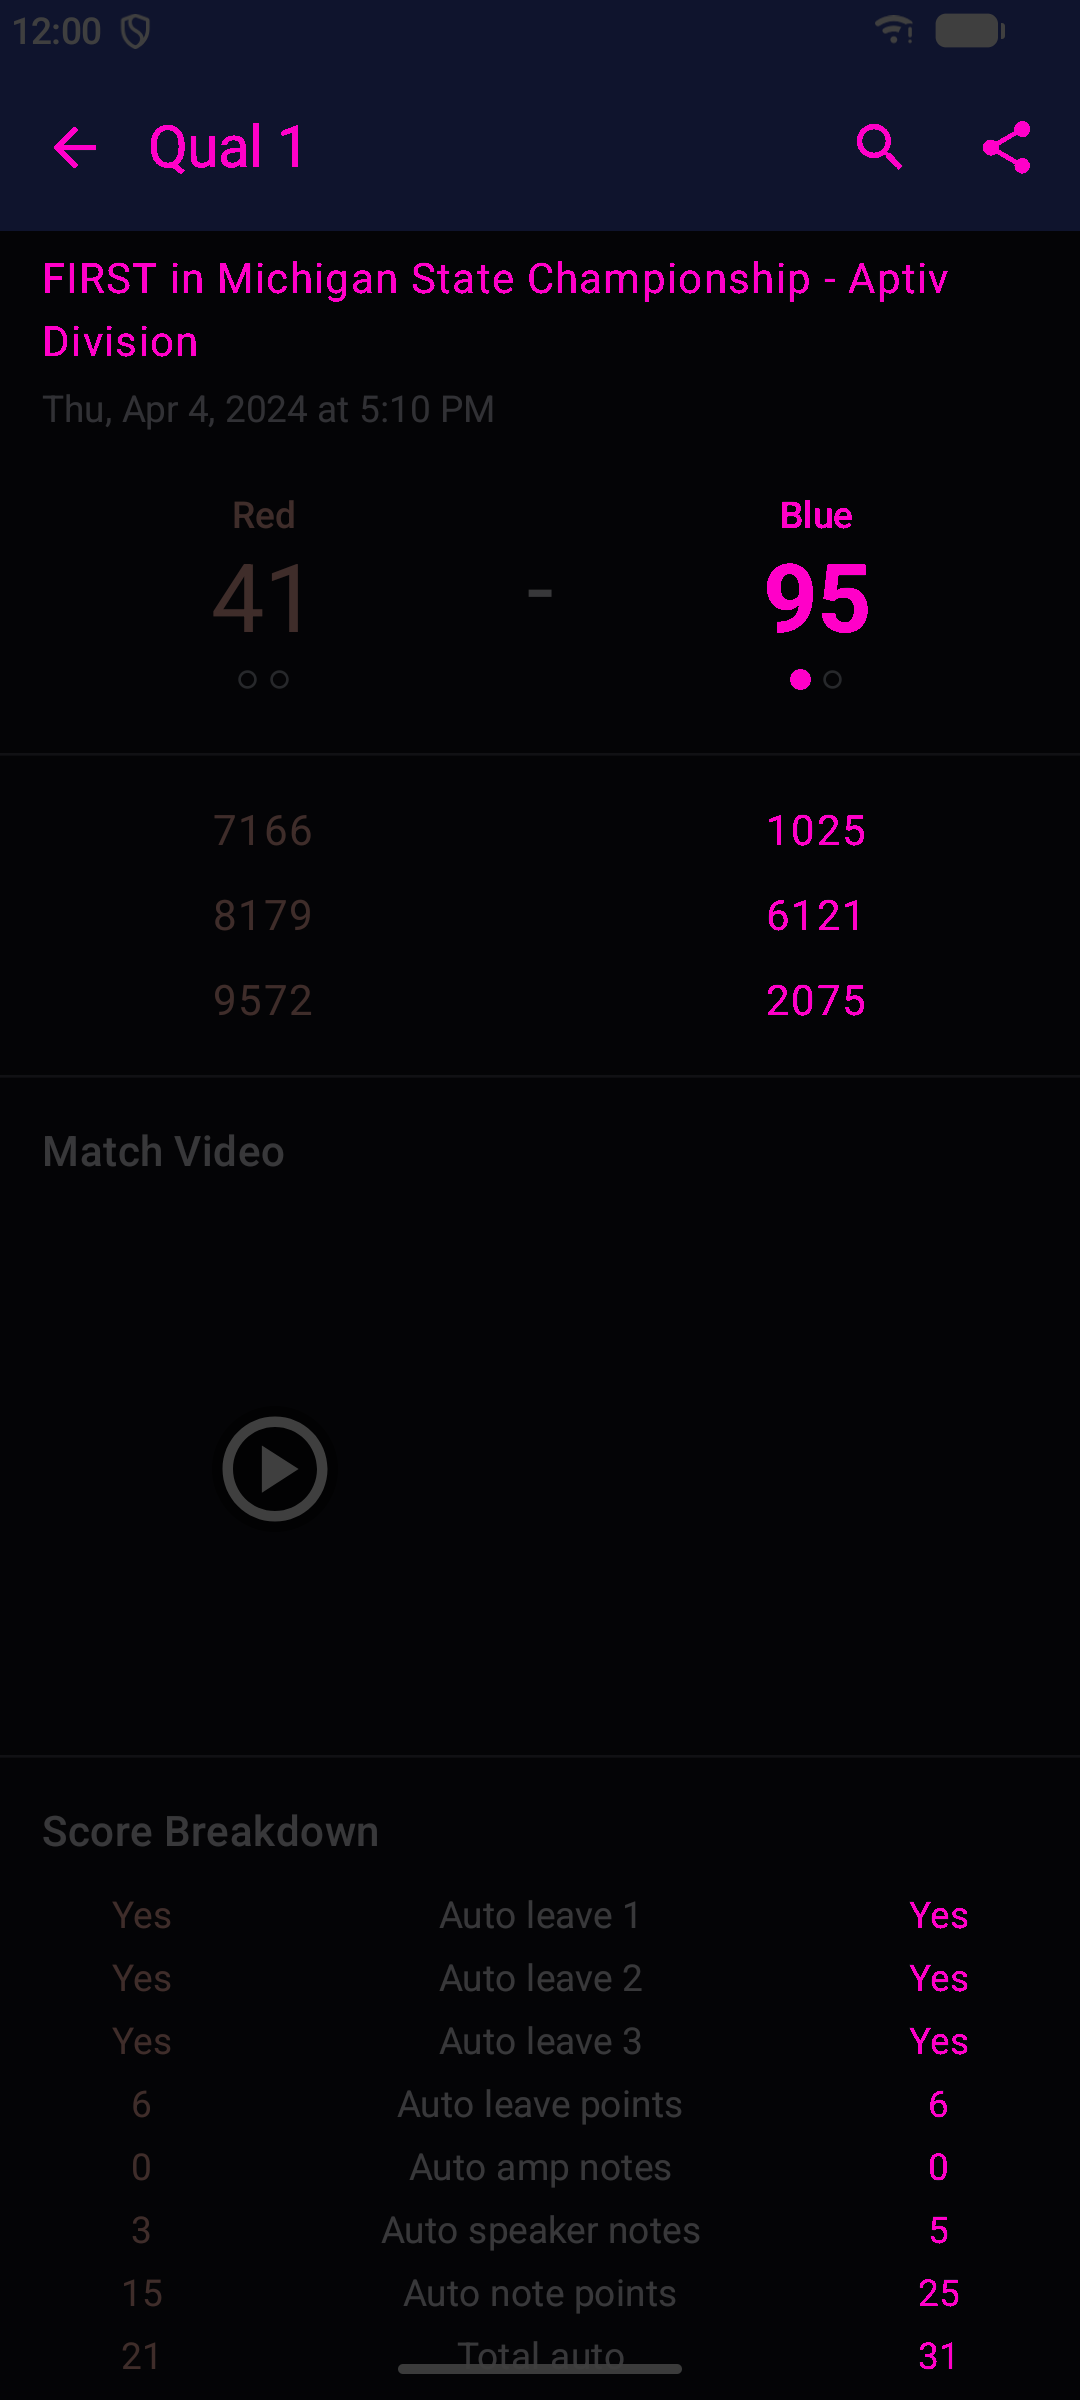 12:00
Qual 1
FIRST in Michigan State Championship - Aptiv
Division
Thu, Apr 4, 2024 at 5:10 PM
Red Blue
41 - 95
7166 1025
8179 6121
9572 2075
Match Video
Score Breakdown
Yes Auto leave 1 Yes
Yes Auto leave 2 Yes
Yes Auto leave 3 Yes
6 Auto leave points 6
0 Auto amp notes 0
3 Auto speaker notes 5
15 Auto note points 25
21 Total auto 31